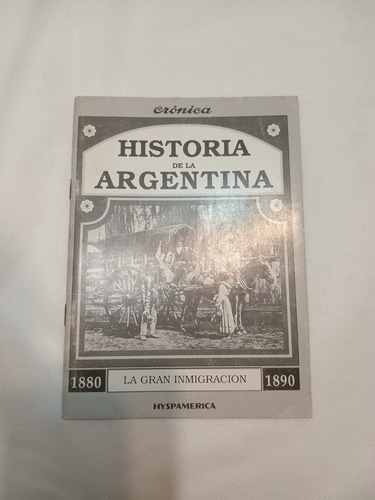 crónica
HISTORIA
DE LA
ARGENTINA
1880 LA GRAN INMIGRACION 1890
HYSPAMERICA